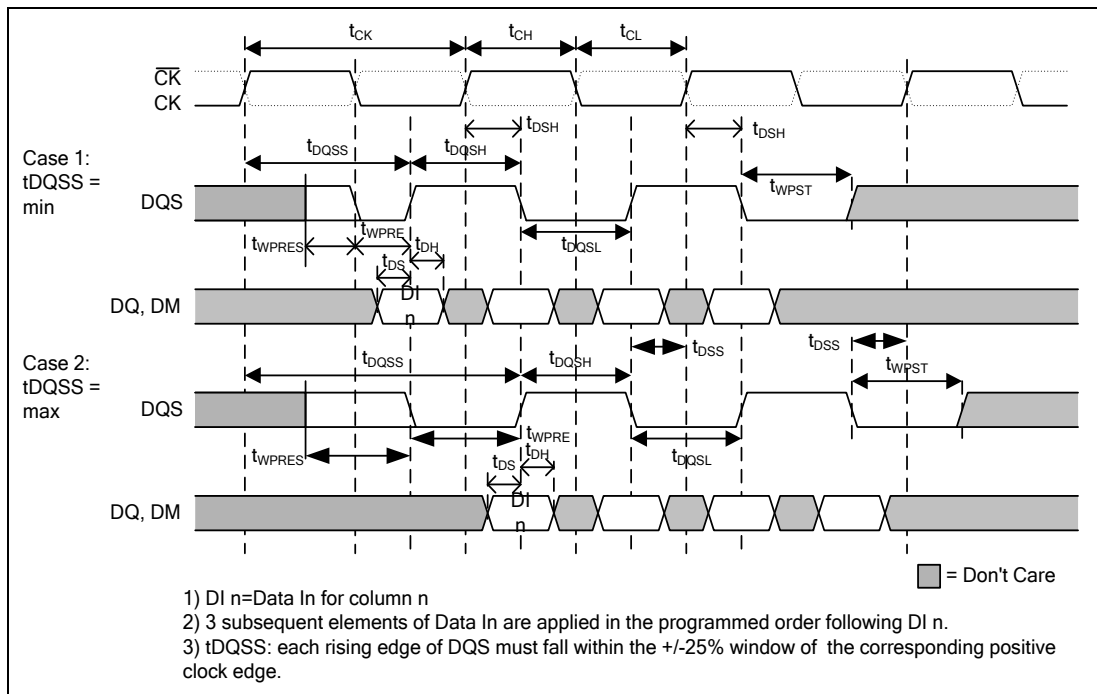 tCK tCH tCL
CK
CK
tDSH tDSH
Case 1:
tDQSS =
min
tDQSS tDQSH
DQS
tWPST
tWPRES tWPRE tDH tDQSL
tDS
DQ, DM
DI
n
Case 2:
tDQSS =
max
tDQSS tDQSH tDSS tDSS
tWPST
DQS
tWPRES tWPRE tDQSL
tDS tDH
DQ, DM
DI
n
= Don't Care
1) DI n=Data In for column n
2) 3 subsequent elements of Data In are applied in the programmed order following DI n.
3) tDQSS: each rising edge of DQS must fall within the +/-25% window of the corresponding positive
clock edge.